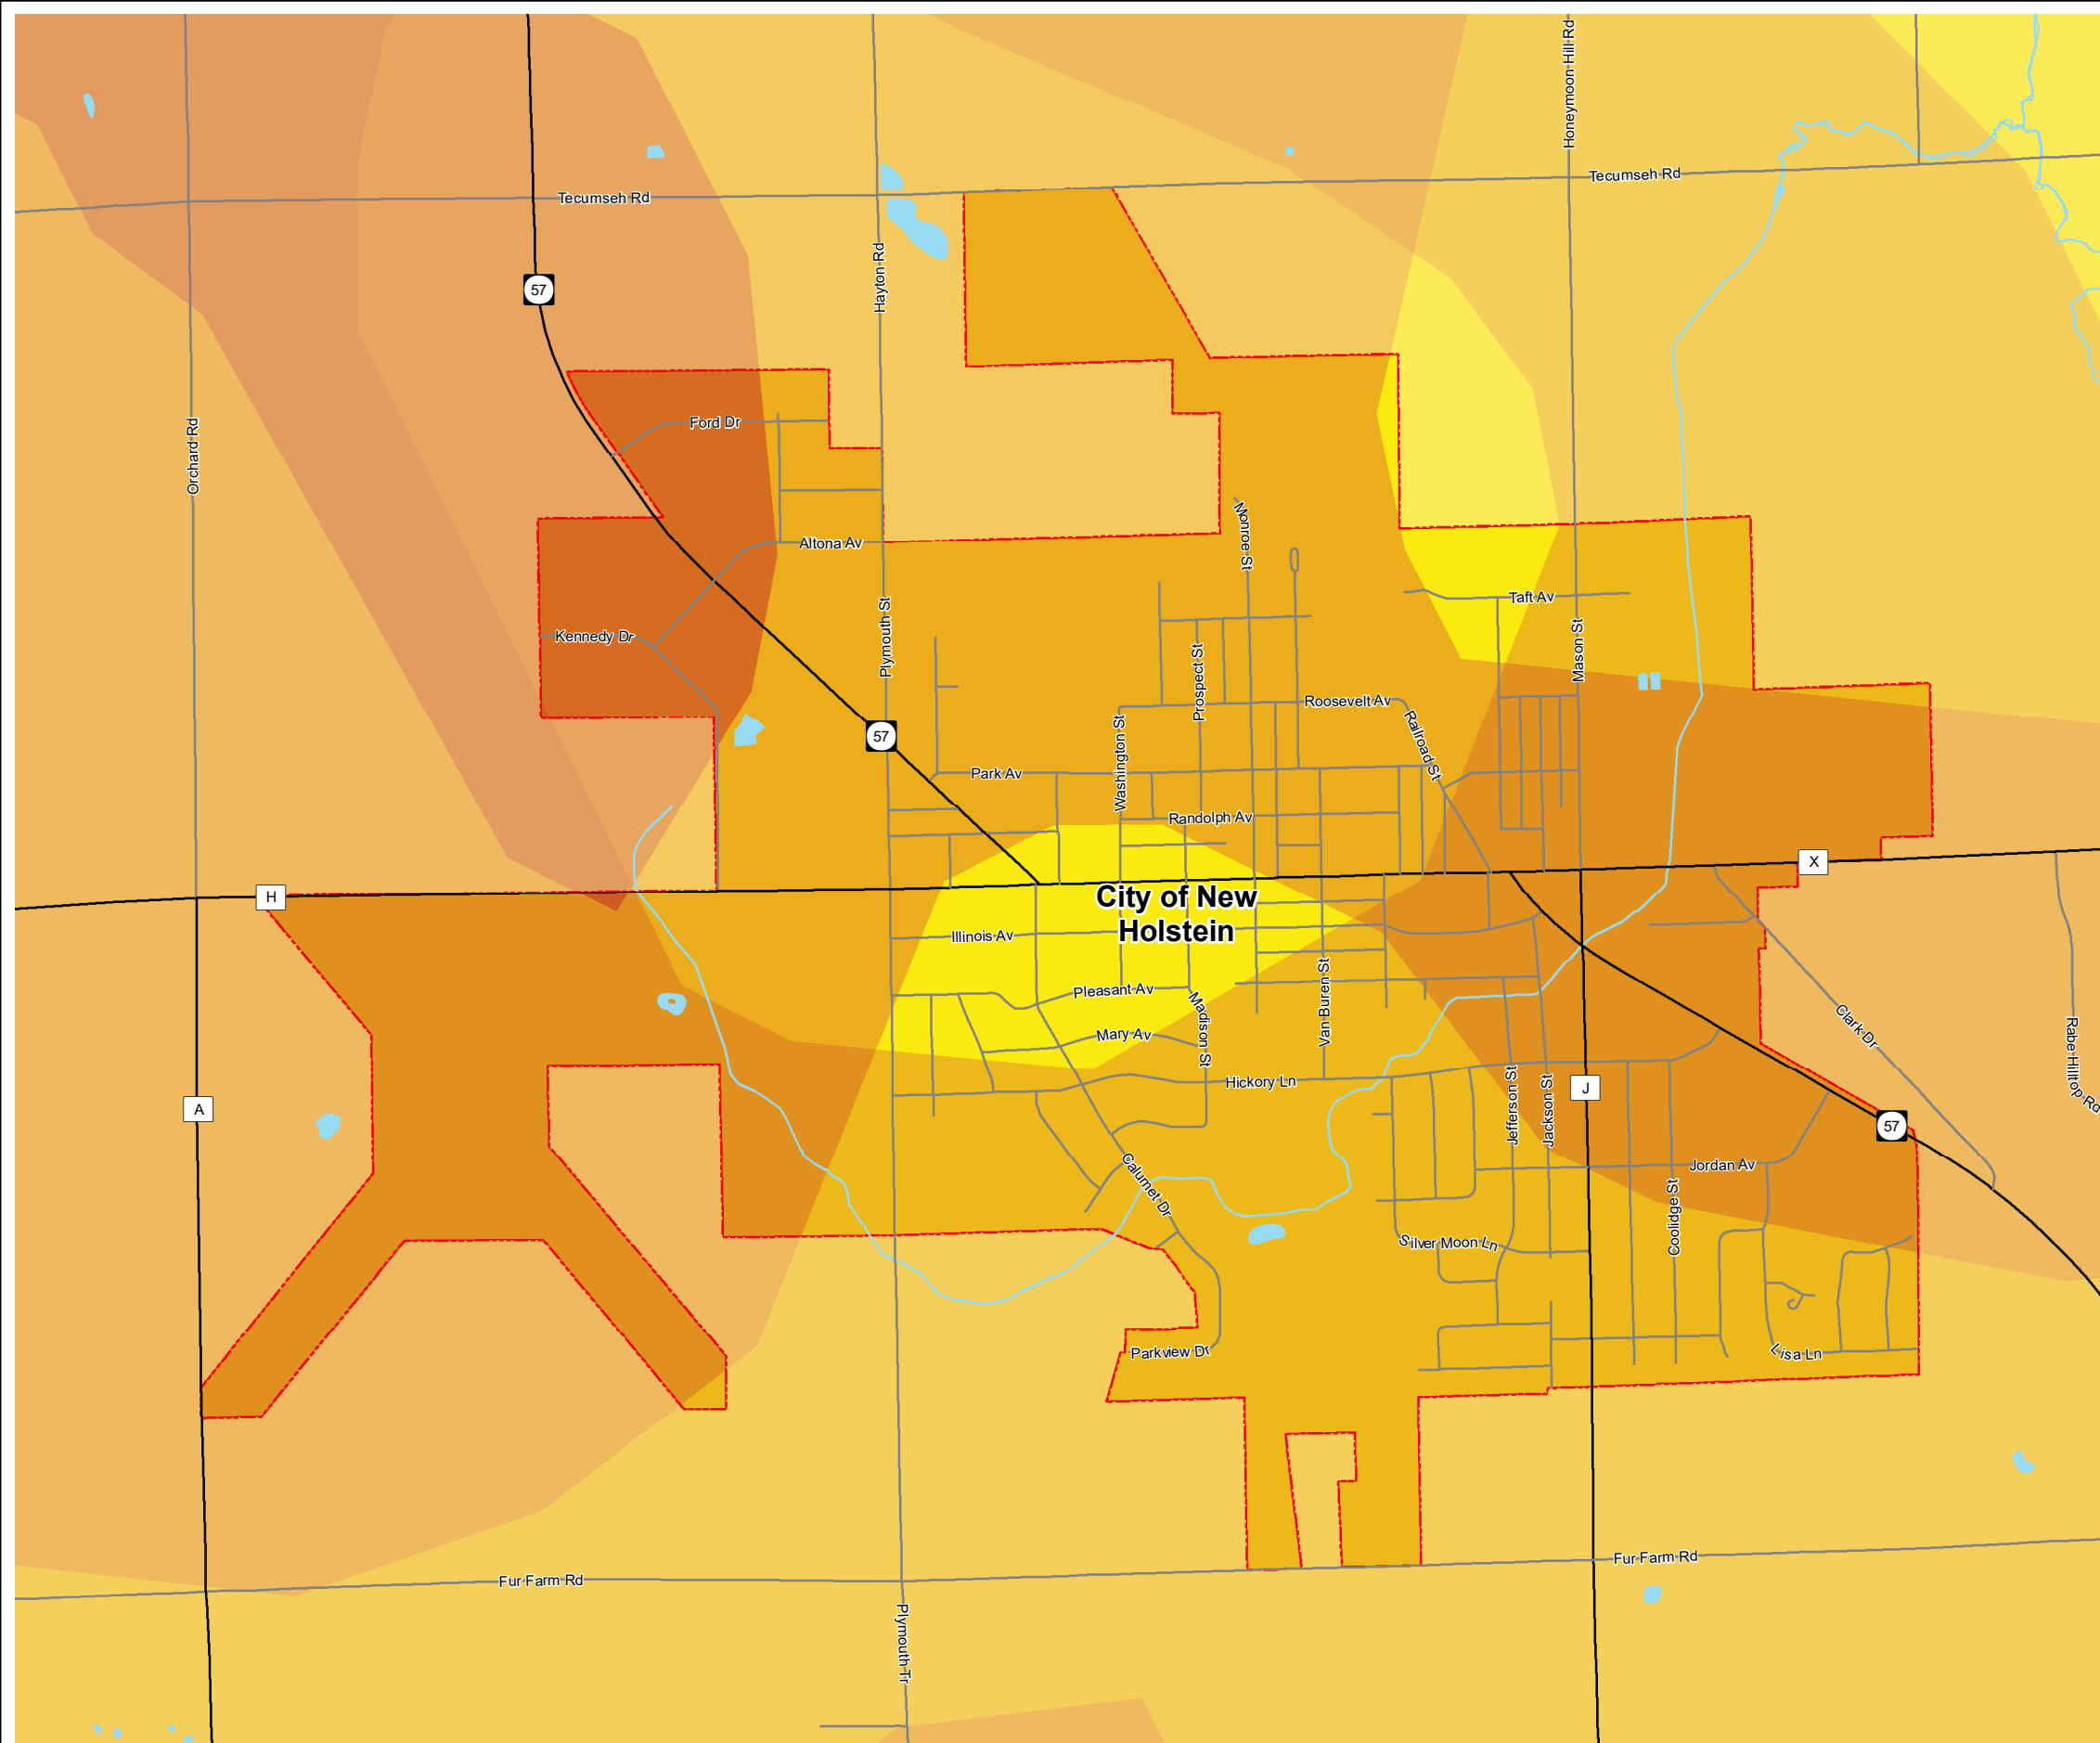 Honeymoon Hill Rd
Tecumseh Rd
Tecumseh Rd
Hayton Rd
57
Orchard Rd
Ford Dr
Monroe St
Altona Av
Taft Av
Plymouth St
Kennedy Dr
Mason St
Prospect St
Roosevelt Av
Railroad St
57
Washington St
Park Av
Randolph Av
X
H
City of New
Holstein
Illinois Av
Van Buren St
Pleasant Av
Madison St
Mary Av
Clark Dr
Rabe Hilltop Rd
Hickory Ln
Jefferson St
Jackson St
J
A
57
Jordan Av
Calumet Dr
Coolidge St
Silver Moon Ln
Parkview Dr
Lisa Ln
Fur Farm Rd
Fur Farm Rd
Plymouth Tr